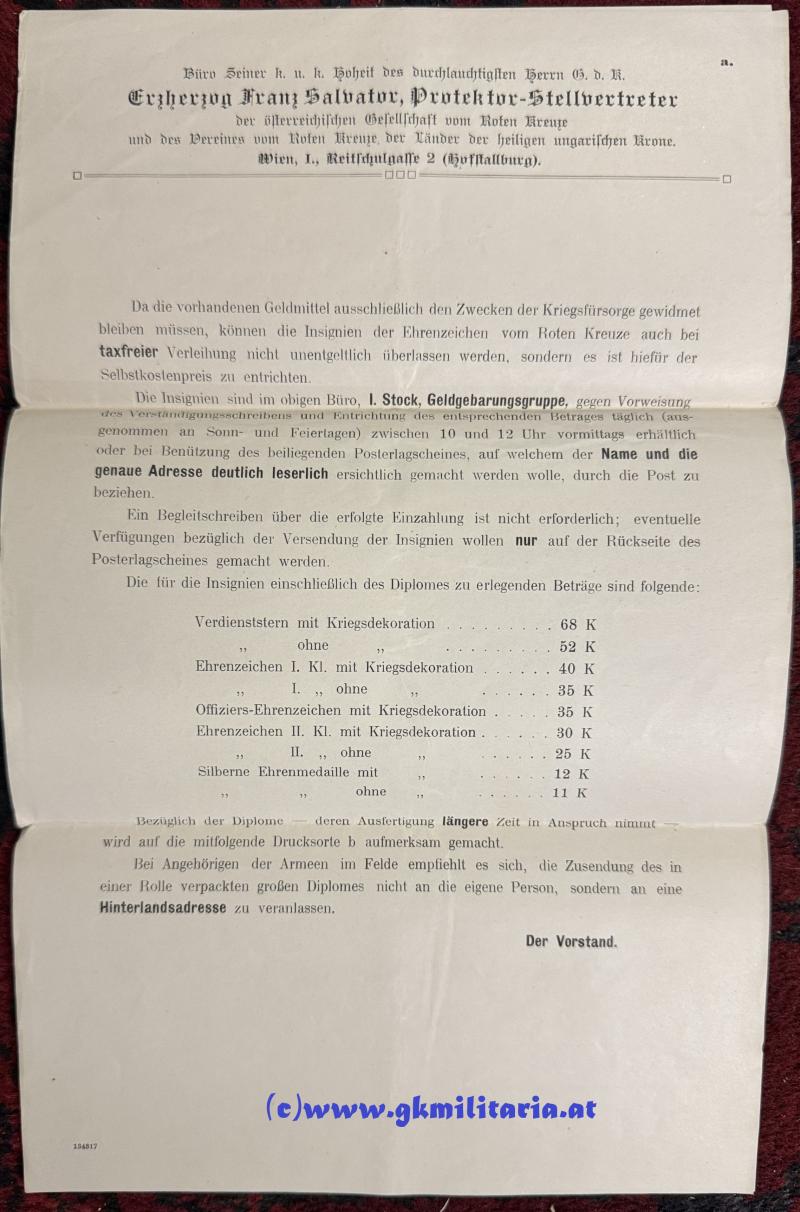 a.
Büro Seiner k. u. k. Hoheit des durchlauchtigsten Herrn G. d. K.
Erzherzog Franz Salvator, Protektor-Stellvertreter
der österreichischen Gesellschaft vom Roten Kreuze
und des Vereines vom Roten Kreuze der Länder der heiligen ungarischen Krone.
Wien, I., Reitschulgasse 2 (Hofstallburg).
Da die vorhandenen Geldmittel ausschließlich den Zwecken der Kriegsfürsorge gewidmet
bleiben müssen, können die Insignien der Ehrenzeichen vom Roten Kreuze auch bei
taxfreier Verleihung nicht unentgeltlich überlassen werden, sondern es ist hiefür der
Selbstkostenpreis zu entrichten.
Die Insignien sind im obigen Büro, I. Stock, Geldgebarungsgruppe, gegen Vorweisung
des Verständigungsschreibens und Entrichtung des entsprechenden Betrages täglich (aus-
genommen an Sonn- und Feiertagen) zwischen 10 und 12 Uhr vormittags erhältlich
oder bei Benützung des beiliegenden Posterlagscheines, auf welchem der Name und die
genaue Adresse deutlich leserlich ersichtlich gemacht werden wolle, durch die Post zu
beziehen.
Ein Begleitschreiben über die erfolgte Einzahlung ist nicht erforderlich; eventuelle
Verfügungen bezüglich der Versendung der Insignien wollen nur auf der Rückseite des
Posterlagscheines gemacht werden.
Die für die Insignien einschließlich des Diplomes zu erlegenden Beträge sind folgende:
Verdienststern mit Kriegsdekoration . . . . . . . . . 68 K
„ ohne „ . . . . . . . . . 52 K
Ehrenzeichen I. Kl. mit Kriegsdekoration . . . . . . 40 K
„ I. „ ohne „ . . . . . . 35 K
Offiziers-Ehrenzeichen mit Kriegsdekoration . . . . . 35 K
Ehrenzeichen II. Kl. mit Kriegsdekoration . . . . . . 30 K
„ II. „ ohne „ . . . . . . 25 K
Silberne Ehrenmedaille mit „ . . . . . . 12 K
„ „ ohne „ . . . . . . 11 K
Bezüglich der Diplome — deren Ausfertigung längere Zeit in Anspruch nimmt —
wird auf die mitfolgende Drucksorte b aufmerksam gemacht.
Bei Angehörigen der Armeen im Felde empfiehlt es sich, die Zusendung des in
einer Rolle verpackten großen Diplomes nicht an die eigene Person, sondern an eine
Hinterlandsadresse zu veranlassen.
Der Vorstand.
(c)www.gkmilitaria.at
154517